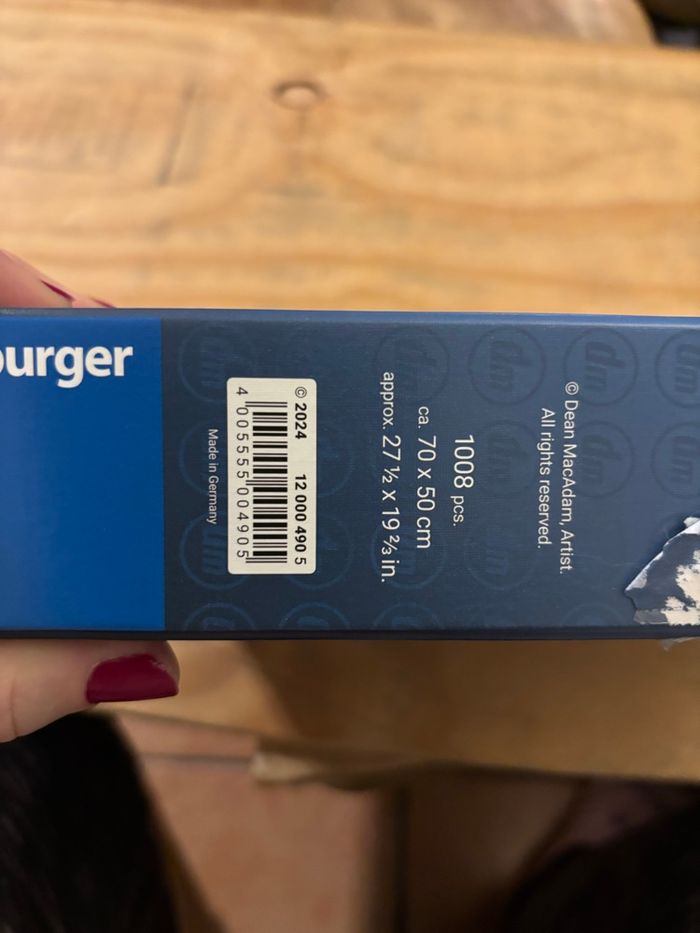 burger
© 2024 12 000 490 5
4 005555 004905
Made in Germany
1008 pcs.
ca. 70 x 50 cm
approx. 27 ½ x 19 ⅔ in.
© Dean MacAdam, Artist.
All rights reserved.